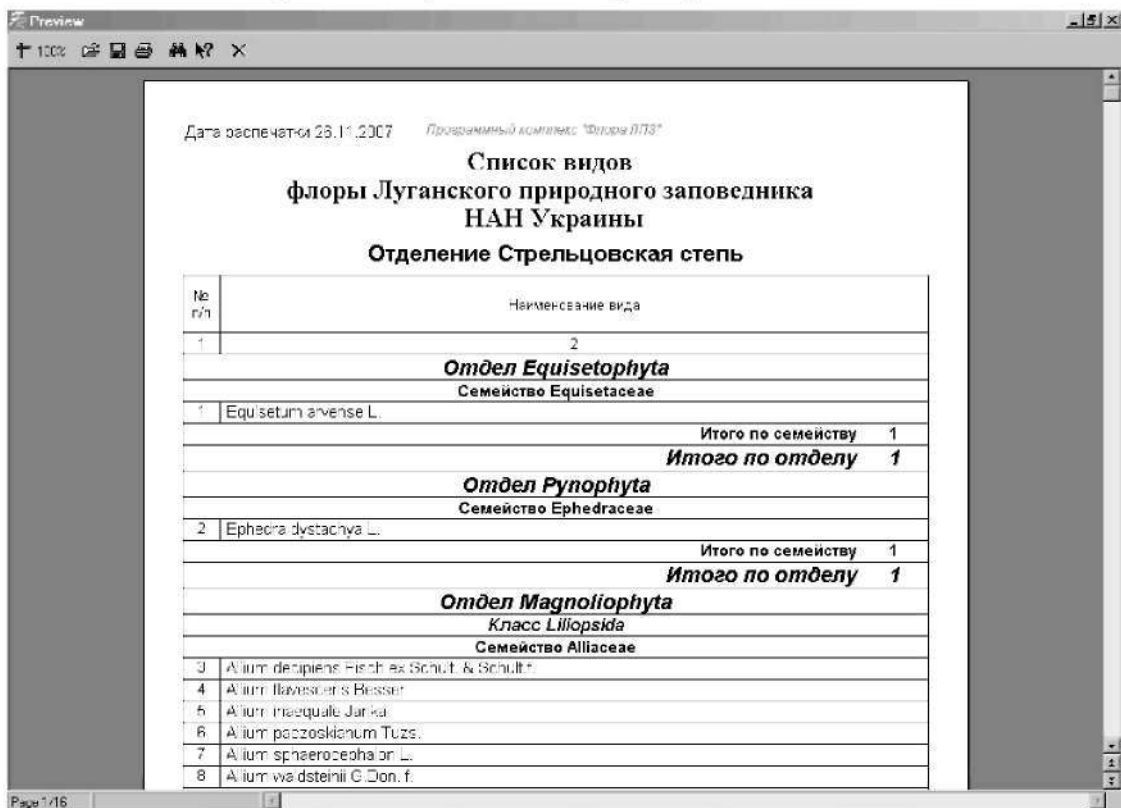 Preview
100%
Дата распечатки 26.11.2007 Программный комплекс "Флора ЛПЗ"
Список видов
флоры Луганского природного заповедника
НАН Украины
Отделение Стрельцовская степь
№ п/п Наименование вида
1 2
Отдел Equisetophyta
Семейство Equisetaceae
1 Equisetum arvense L.
Итого по семейству 1
Итого по отделу 1
Отдел Pynophyta
Семейство Ephedraceae
2 Ephedra dystachya L.
Итого по семейству 1
Итого по отделу 1
Отдел Magnoliophyta
Класс Liliopsida
Семейство Alliaceae
3 Allium decipiens Fisch ex Schult. & Schult f.
4 Allium flavescens Besser
5 Allium inaequale Janka
6 Allium paczoskianum Tuzs.
7 Allium sphaerocephalon L.
8 Allium waldsteinii G.Don. f.
Page 1/16